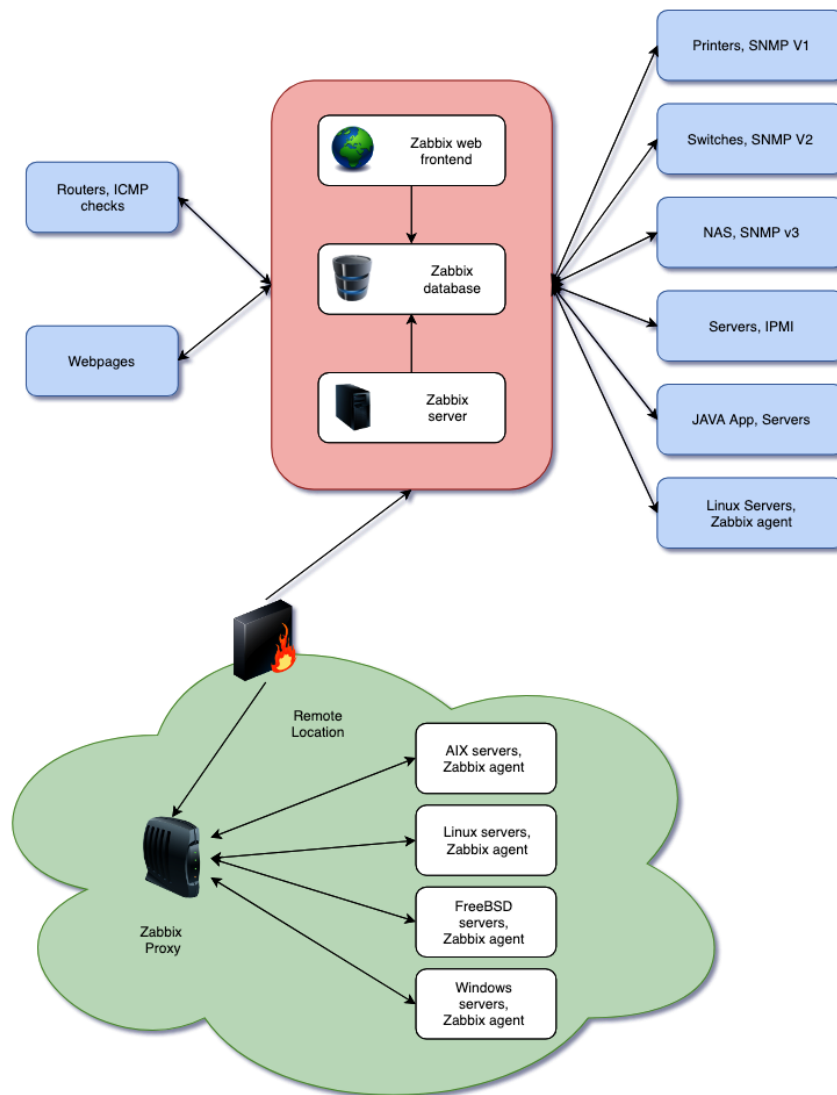 Printers, SNMP V1
Zabbix web
frontend
Switches, SNMP V2
Routers, ICMP
checks
NAS, SNMP v3
Zabbix
database
Servers, IPMI
Webpages
Zabbix
server
JAVA App, Servers
Linux Servers,
Zabbix agent
Remote
Location
AIX servers,
Zabbix agent
Linux servers,
Zabbix agent
FreeBSD
servers,
Zabbix agent
Zabbix
Proxy
Windows
servers,
Zabbix agent